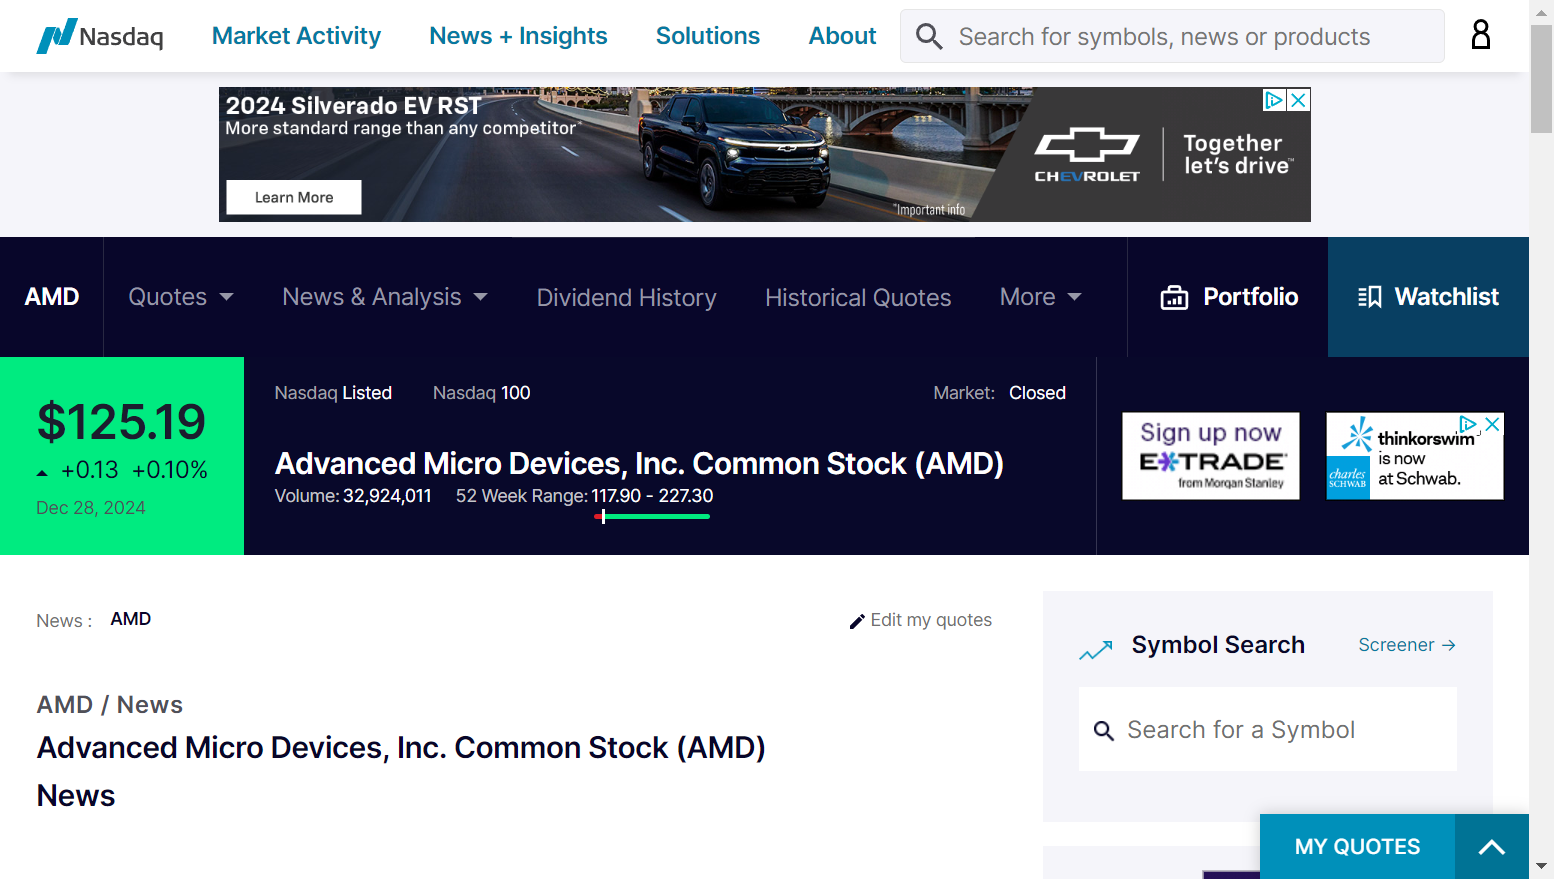 Nasdaq
Market Activity
News + Insights
Solutions
About
Search for symbols, news or products
2024 Silverado EV RST
More standard range than any competitor*
Learn More
*Important info
CHEVROLET
Together
let's drive™
AMD
Quotes
News & Analysis
Dividend History
Historical Quotes
More
Portfolio
Watchlist
$125.19
+0.13 +0.10%
Dec 28, 2024
Nasdaq Listed
Nasdaq 100
Market: Closed
Advanced Micro Devices, Inc. Common Stock (AMD)
Volume: 32,924,011
52 Week Range: 117.90 - 227.30
Sign up now
E*TRADE
from Morgan Stanley
charles
SCHWAB
thinkorswim
is now
at Schwab.
News : AMD
Edit my quotes
AMD / News
Advanced Micro Devices, Inc. Common Stock (AMD)
News
Symbol Search
Screener →
Search for a Symbol
MY QUOTES